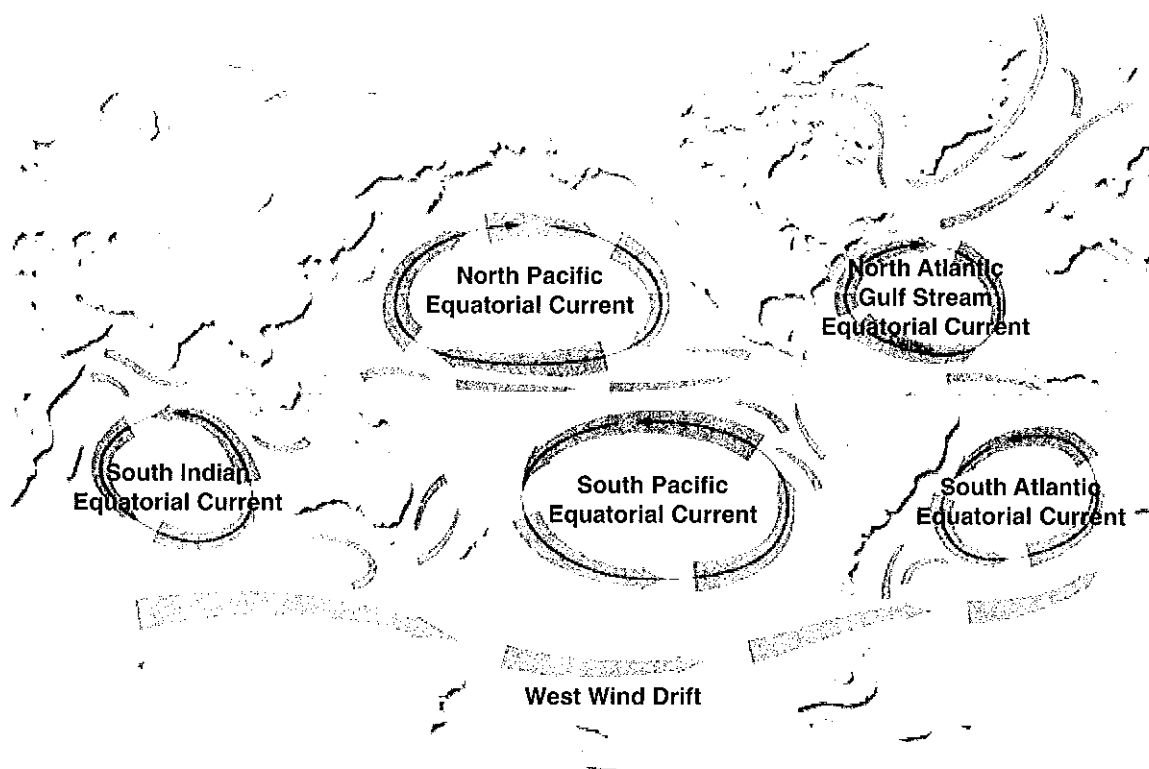 North Pacific
Equatorial Current
North Atlantic
Gulf Stream
Equatorial Current
South Indian
Equatorial Current
South Pacific
Equatorial Current
South Atlantic
Equatorial Current
West Wind Drift